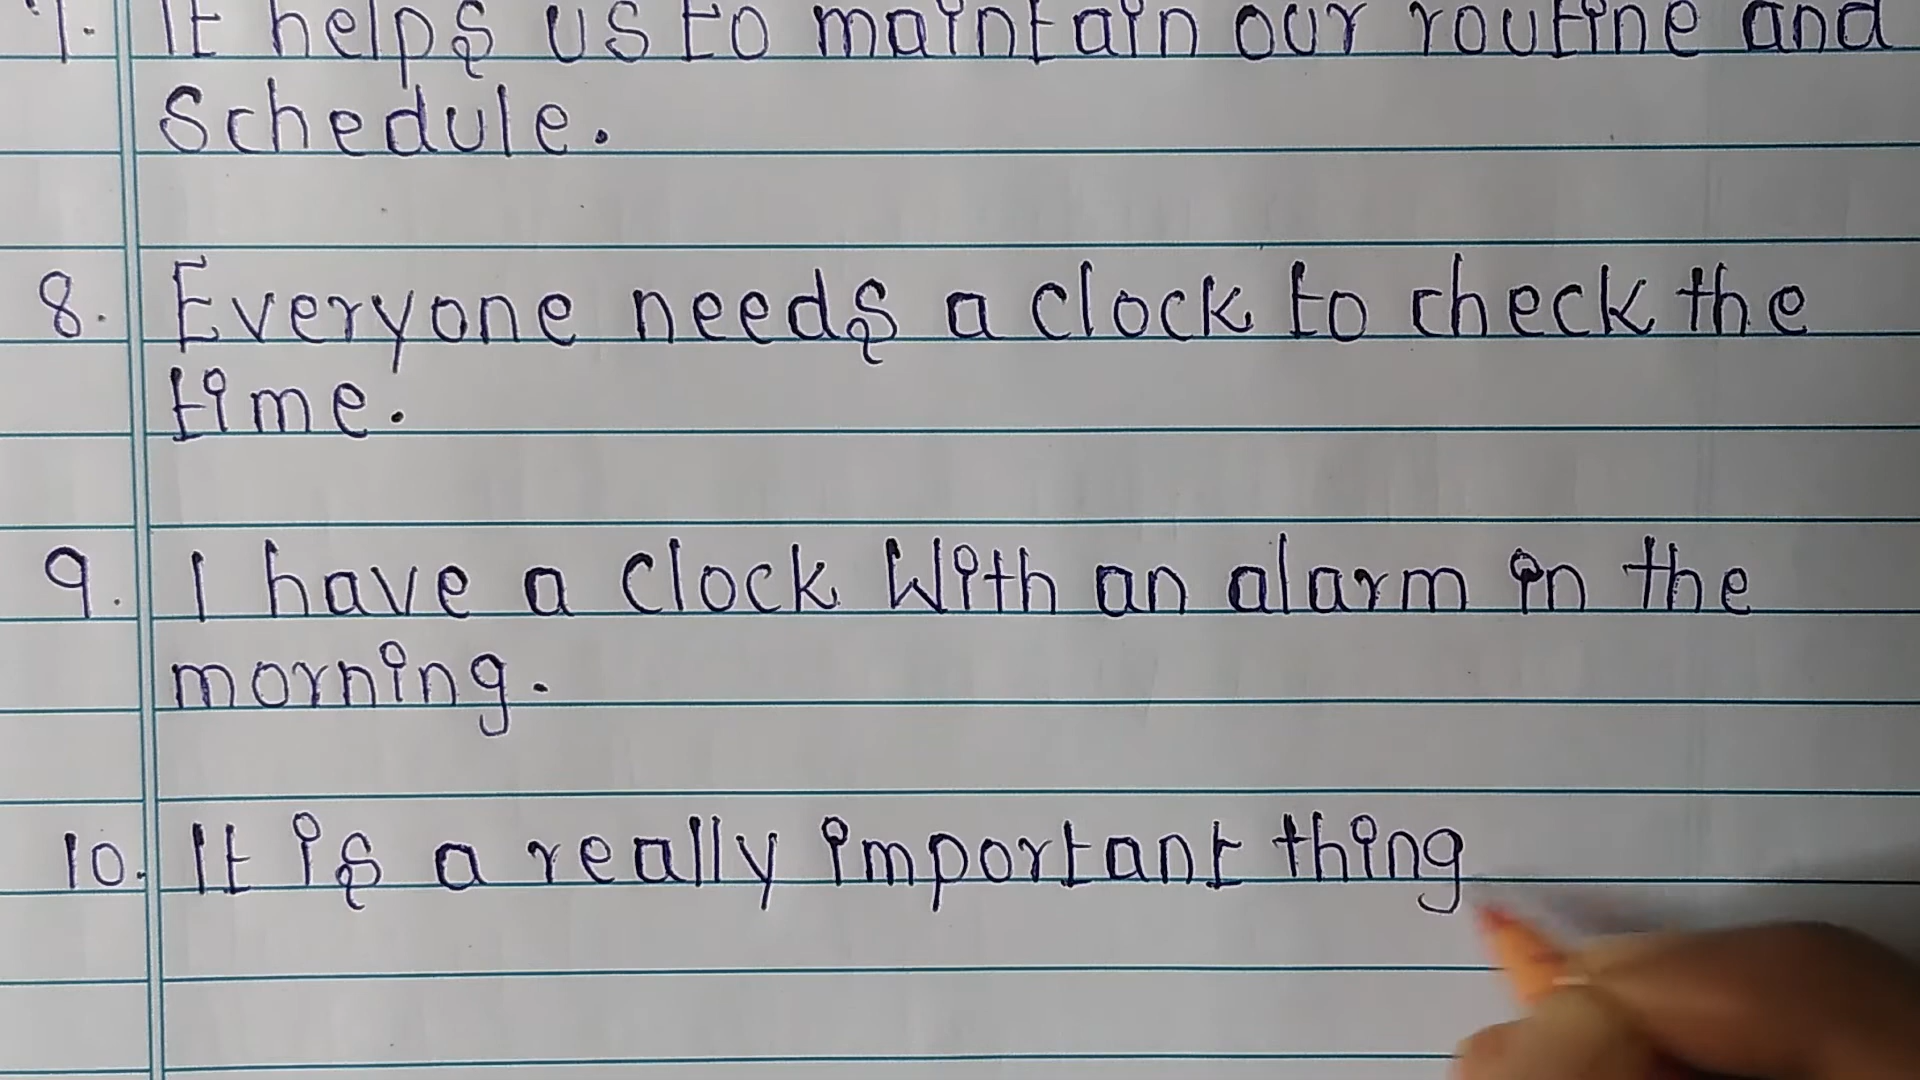 7. It helps us to maintain our routine and
Schedule.
8. Everyone needs a clock to check the
time.
9. I have a Clock With an alarm in the
morning.
10. It is a really important thing